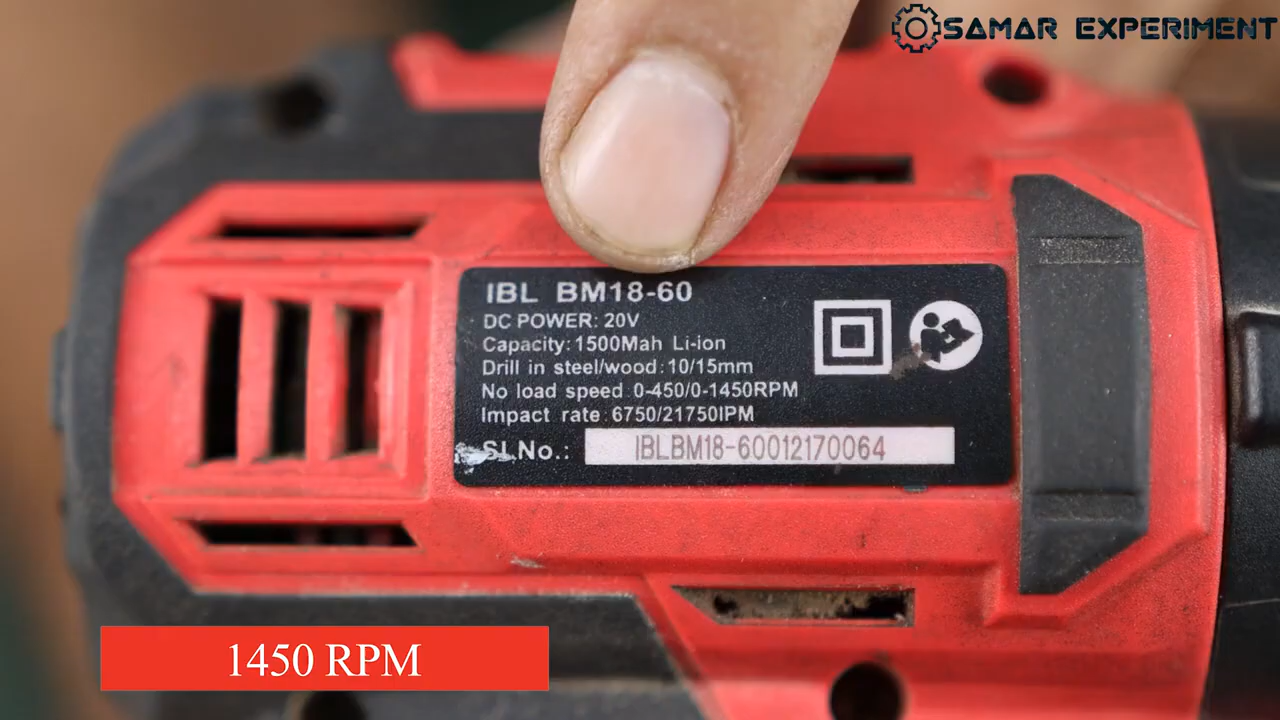 SAMAR EXPERIMENT
IBL BM18-60
DC POWER: 20V
Capacity: 1500Mah Li-ion
Drill in steel/wood: 10/15mm
No load speed 0-450/0-1450RPM
Impact rate 6750/21750IPM
SI.No.: IBLBM18-60012170064
1450 RPM